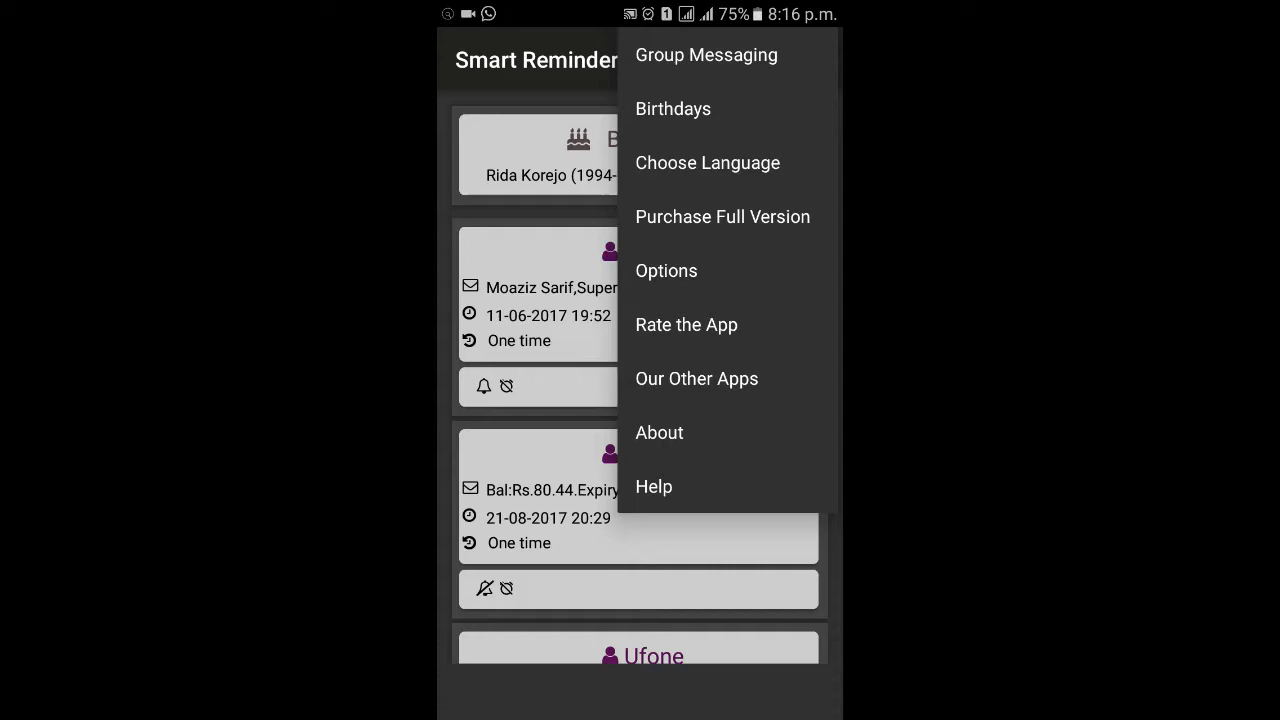 75% 8:16 p.m.
Smart Reminder
Group Messaging
Birthdays
Choose Language
Purchase Full Version
Options
Rate the App
Our Other Apps
About
Help
B
Rida Korejo (1994-
Moaziz Sarif,Super
11-06-2017 19:52
One time
Bal:Rs.80.44.Expiry
21-08-2017 20:29
One time
Ufone